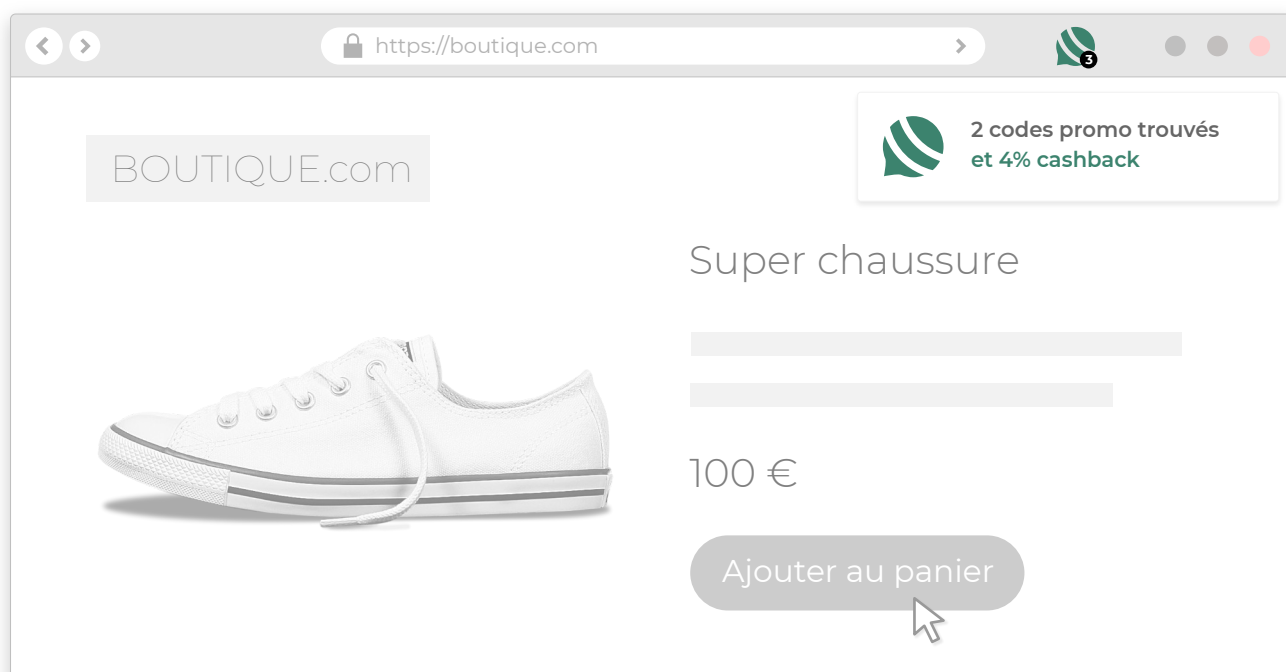 https://boutique.com
3
2 codes promo trouvés
et 4% cashback
BOUTIQUE.com
Super chaussure
100 €
Ajouter au panier